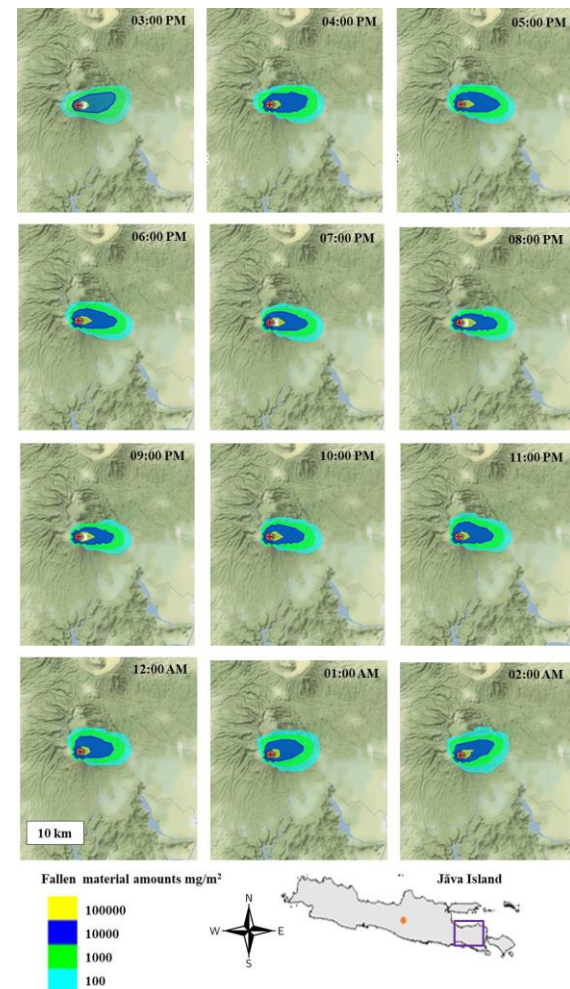 03:00 PM
04:00 PM
05:00 PM
06:00 PM
07:00 PM
08:00 PM
09:00 PM
10:00 PM
11:00 PM
12:00 AM
01:00 AM
02:00 AM
10 km
Fallen material amounts mg/m²
100000
10000
1000
100
N
W
E
S
Java Island